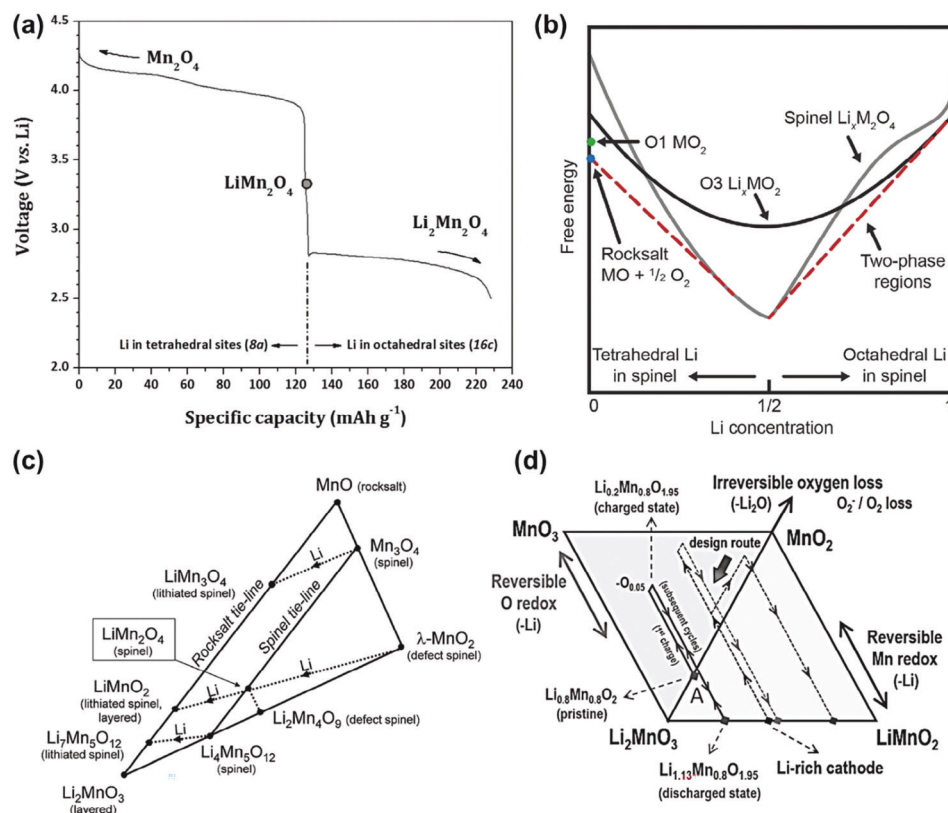 (a)
4.5
4.0
3.5
3.0
2.5
2.0
Voltage (V vs. Li)
Mn2O4
LiMn2O4
Li2Mn2O4
Li in tetrahedral sites (8a)
Li in octahedral sites (16c)
0 20 40 60 80 100 120 140 160 180 200 220 240
Specific capacity (mAh g-1)
(b)
Free energy
Spinel LixM2O4
O1 MO2
O3 LixMO2
Rocksalt
MO + 1/2 O2
Two-phase
regions
Tetrahedral Li
in spinel
Octahedral Li
in spinel
0 1/2 1
Li concentration
(c)
MnO (rocksalt)
Mn3O4
(spinel)
Li
LiMn3O4
(lithiated spinel)
Rocksalt tie-line
Spinel tie-line
LiMn2O4
(spinel)
λ-MnO2
(defect spinel)
Li
LiMnO2
(lithiated spinel,
layered)
Li
Li2Mn4O9 (defect spinel)
Li7Mn5O12
(lithiated spinel)
Li
Li4Mn5O12
(spinel)
Li2MnO3
(layered)
(d)
Li0.2Mn0.8O1.95
(charged state)
Irreversible oxygen loss
(-Li2O)
O2- / O2 loss
MnO3
MnO2
design route
Reversible
O redox
(-Li)
-O0.05
(subsequent cycles)
(1st charge)
Reversible
Mn redox
(-Li)
Li0.8Mn0.8O2
(pristine)
A
Li2MnO3
LiMnO2
Li1.13Mn0.8O1.95
(discharged state)
Li-rich cathode